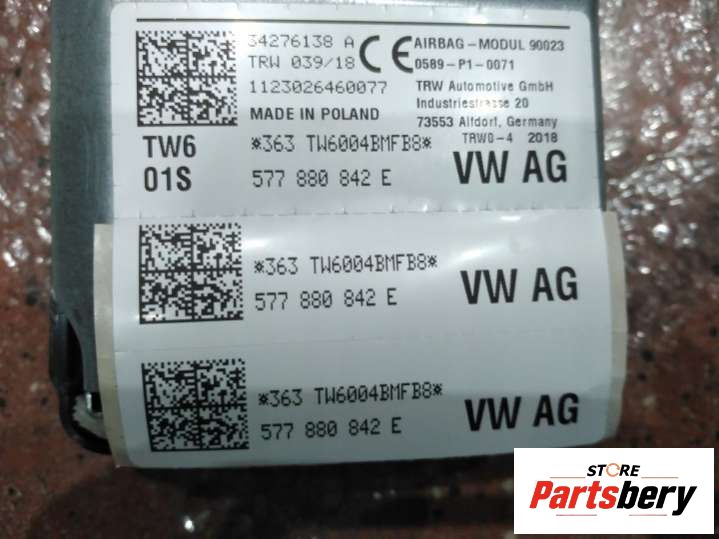 34276138 A
TRW 039/18
1123026460077
CE
AIRBAG-MODUL 90023
0589-P1-0071
TRW Automotive GmbH
Industriestrasse 20
73553 Alfdorf, Germany
TRW0-4 2018
MADE IN POLAND
TW6
01S
*363 TW6004BMFB8*
577 880 842 E
VW AG
*363 TW6004BMFB8*
577 880 842 E
VW AG
*363 TW6004BMFB8*
577 880 842 E
VW AG
STORE
Partsbery